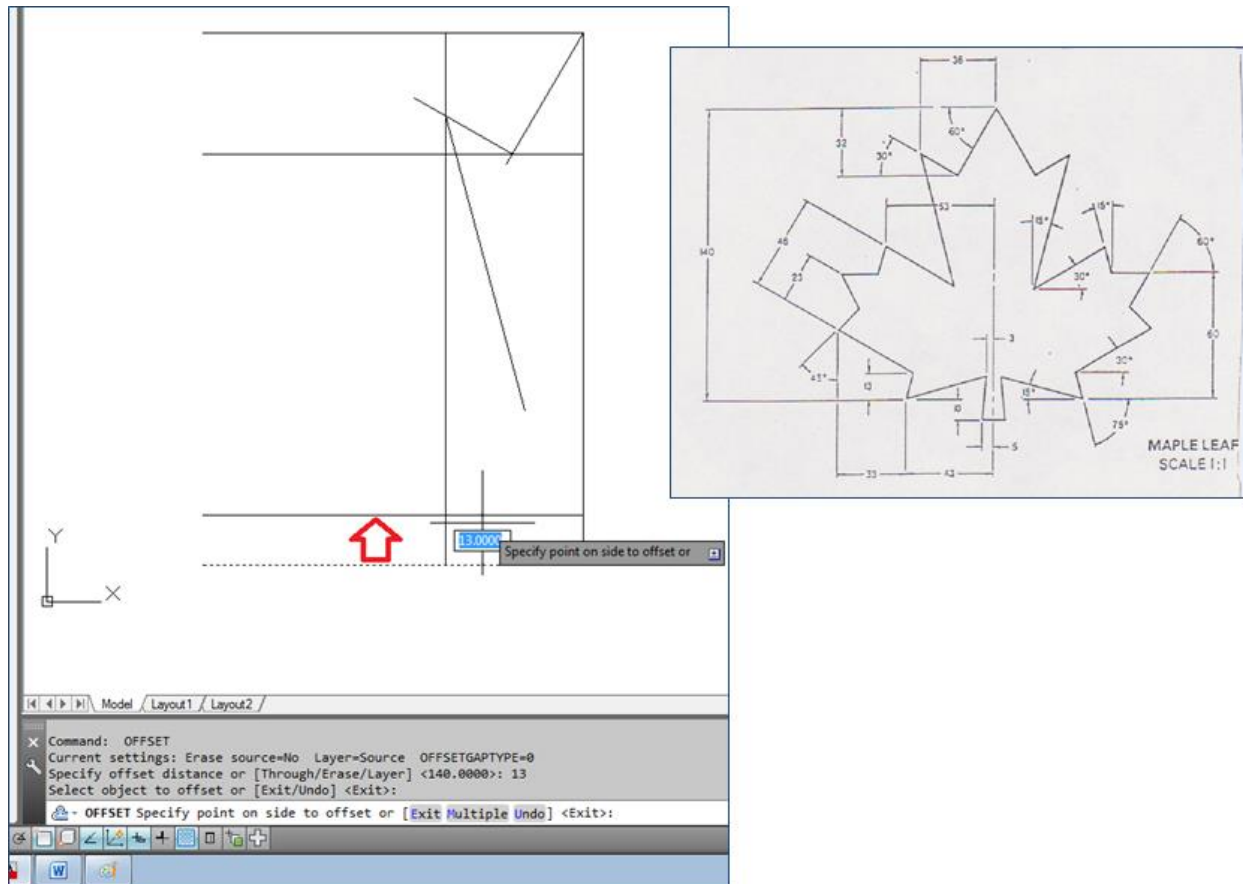 Y
X
13.0000
Specify point on side to offset or
Model
Layout1
Layout2
Command: OFFSET
Current settings: Erase source=No Layer=Source OFFSETGAPTYPE=0
Specify offset distance or [Through/Erase/Layer] <140.0000>: 13
Select object to offset or [Exit/Undo] <Exit>:
OFFSET Specify point on side to offset or [Exit Multiple Undo] <Exit>:
W
60°
32
30°
53
15°
15°
46
60°
140
23
30°
3
60
30°
45°
10
15°
75°
5
33
MAPLE LEAF
SCALE 1:1